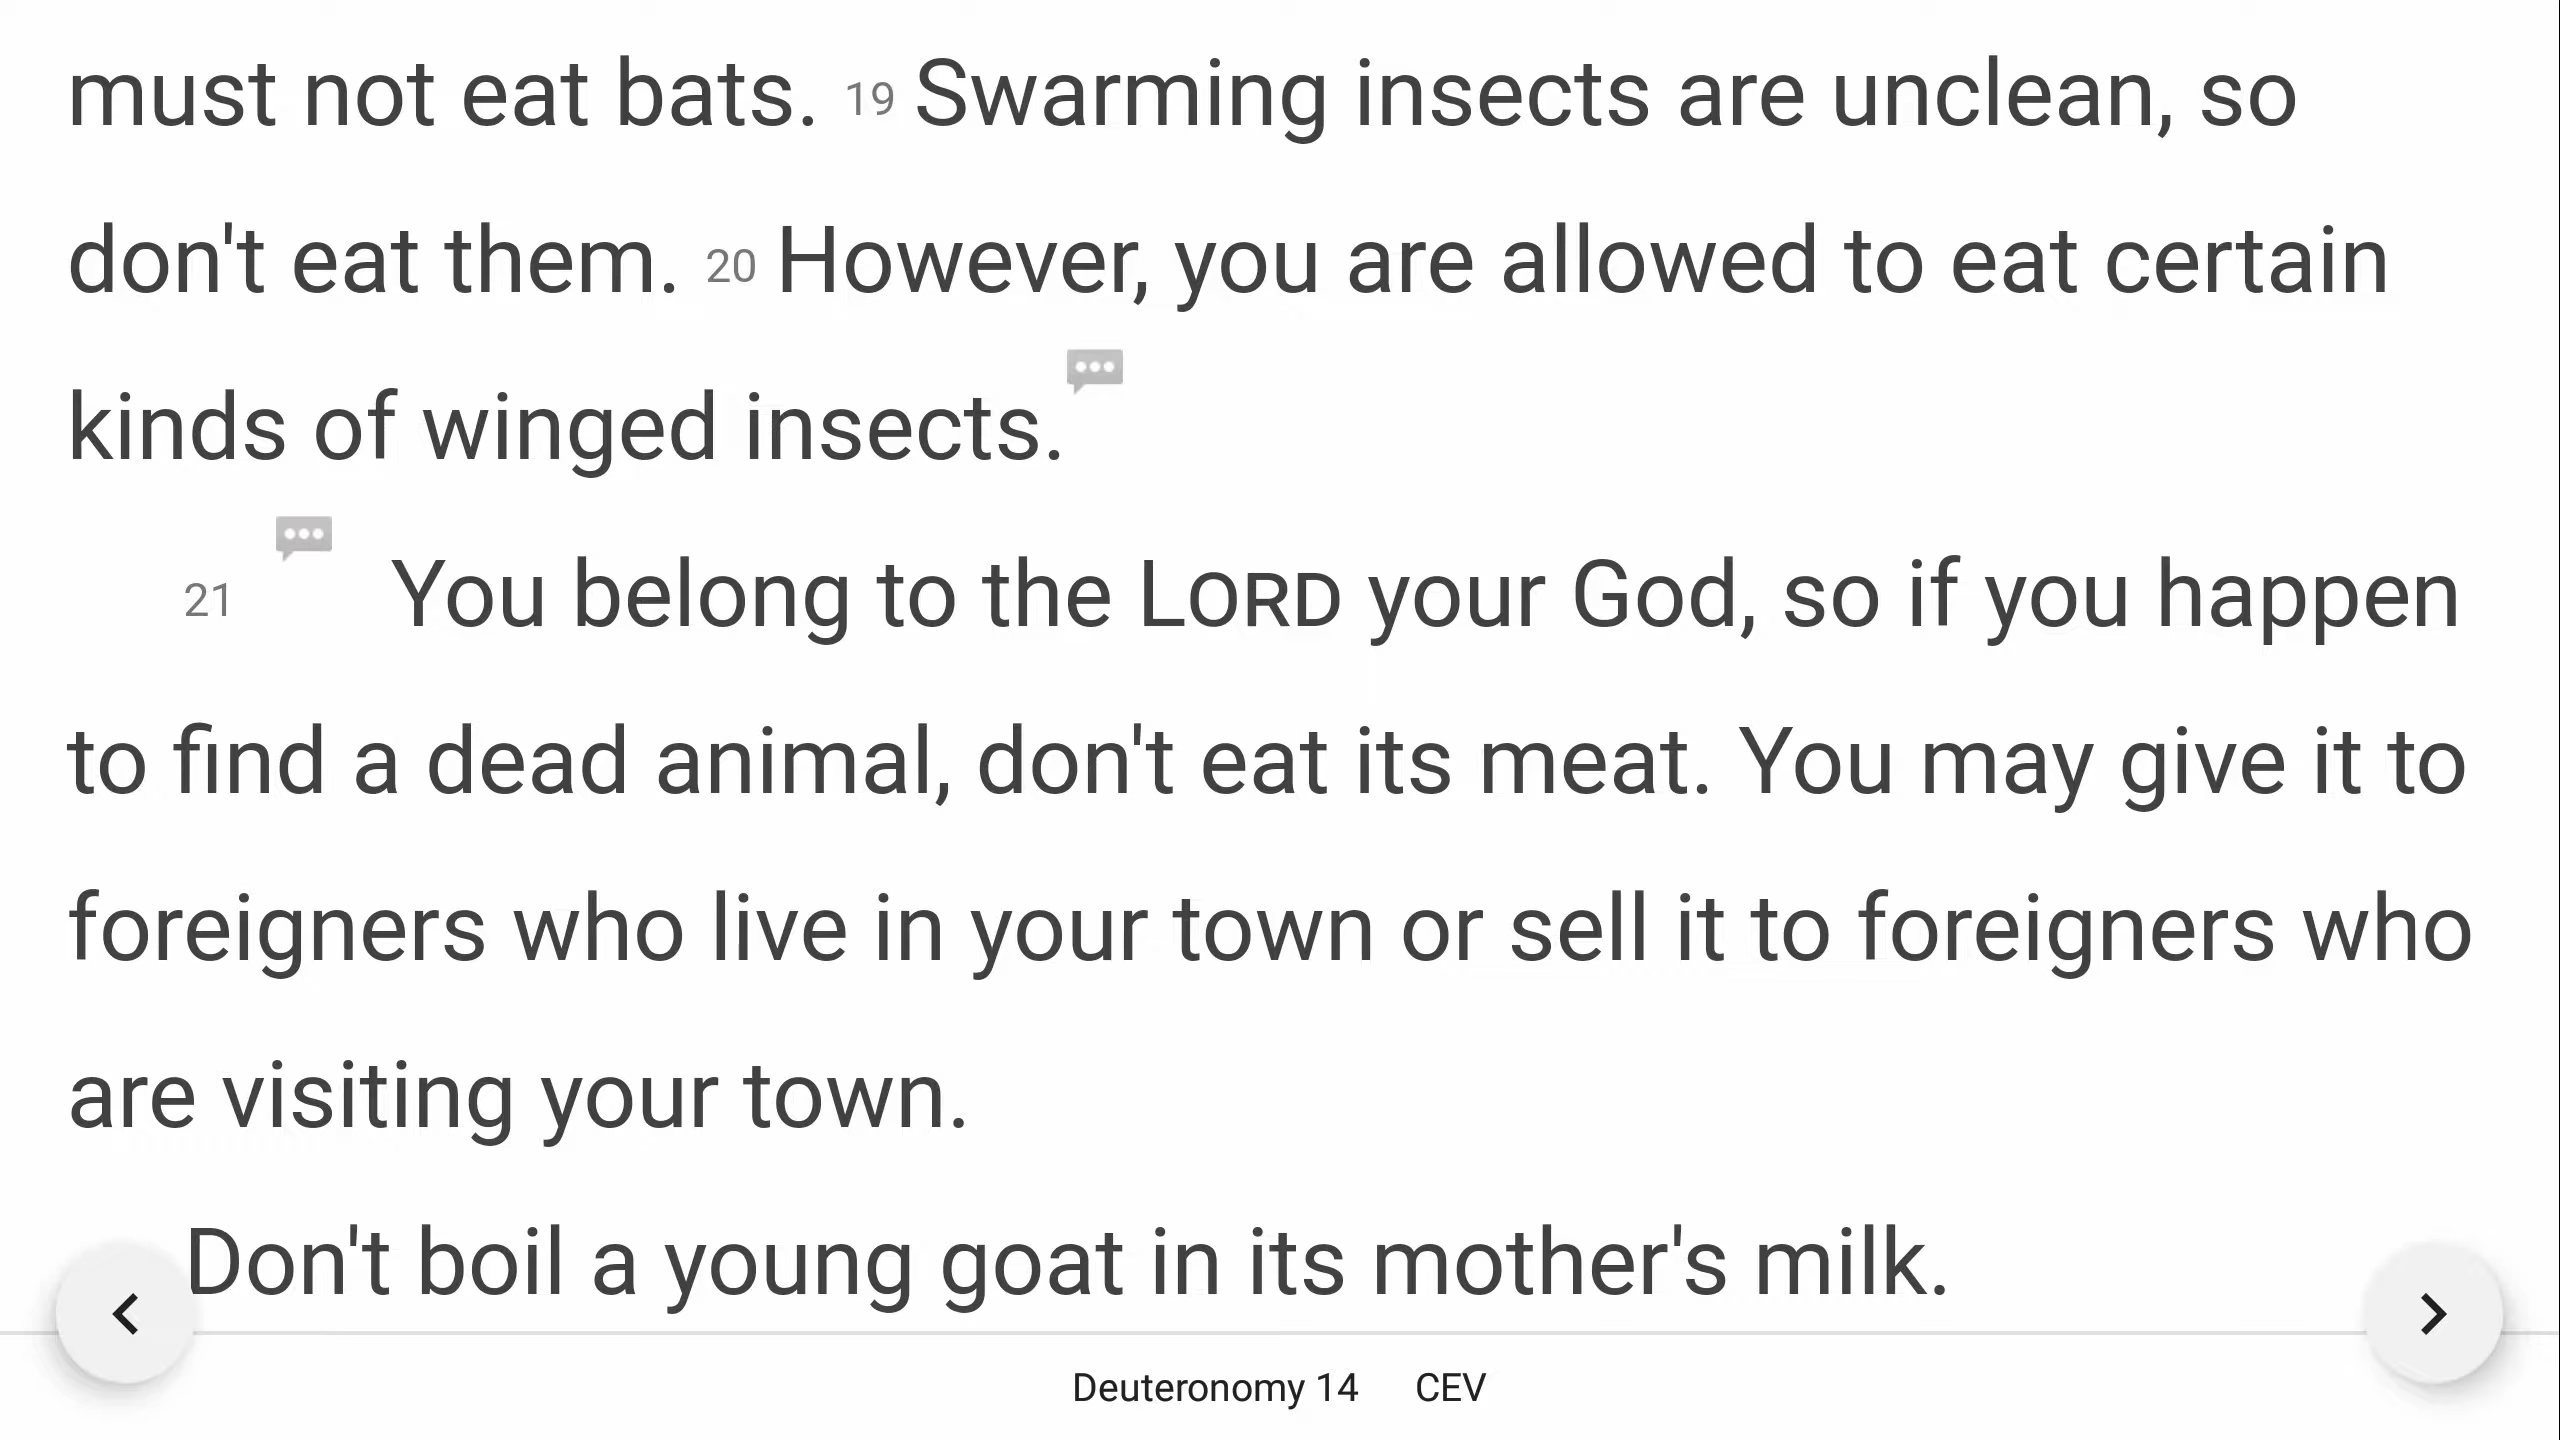 must not eat bats. 19 Swarming insects are unclean, so
don't eat them. 20 However, you are allowed to eat certain
kinds of winged insects.
21 You belong to the LORD your God, so if you happen
to find a dead animal, don't eat its meat. You may give it to
foreigners who live in your town or sell it to foreigners who
are visiting your town.
Don't boil a young goat in its mother's milk.
Deuteronomy 14 CEV